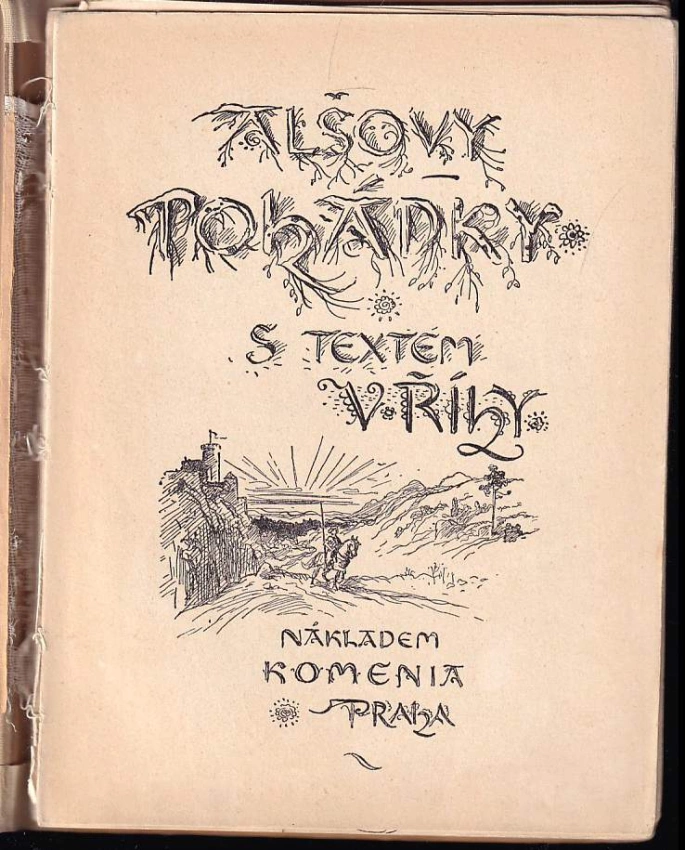 ALŠOVY
POHÁDKY
S TEXTEM
V. ŘÍHY.
NÁKLADEM
KOMENIA
PRAHA